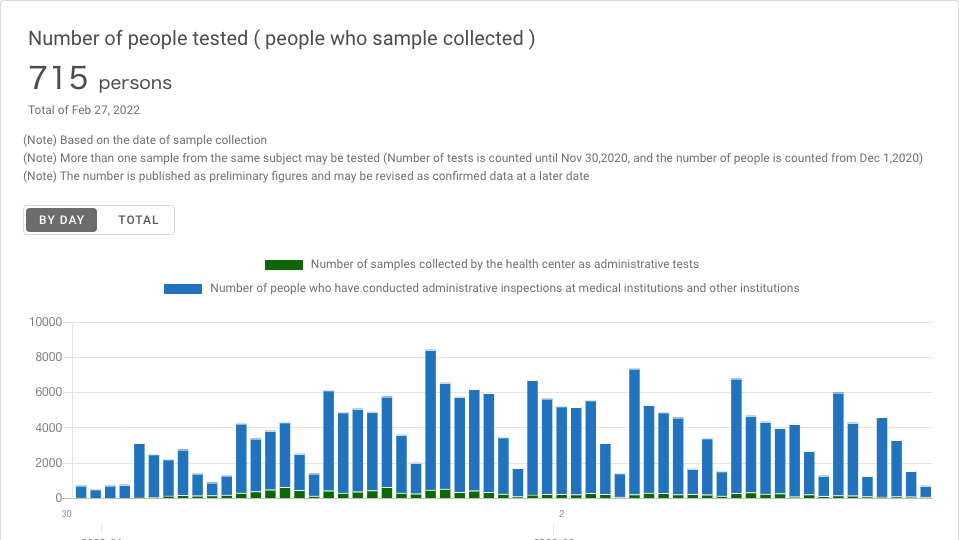 Number of people tested ( people who sample collected )
715 persons
Total of Feb 27, 2022
(Note) Based on the date of sample collection
(Note) More than one sample from the same subject may be tested (Number of tests is counted until Nov 30,2020, and the number of people is counted from Dec 1,2020)
(Note) The number is published as preliminary figures and may be revised as confirmed data at a later date
BY DAY TOTAL
Number of samples collected by the health center as administrative tests
Number of people who have conducted administrative inspections at medical institutions and other institutions
10000
8000
6000
4000
2000
0
30 2